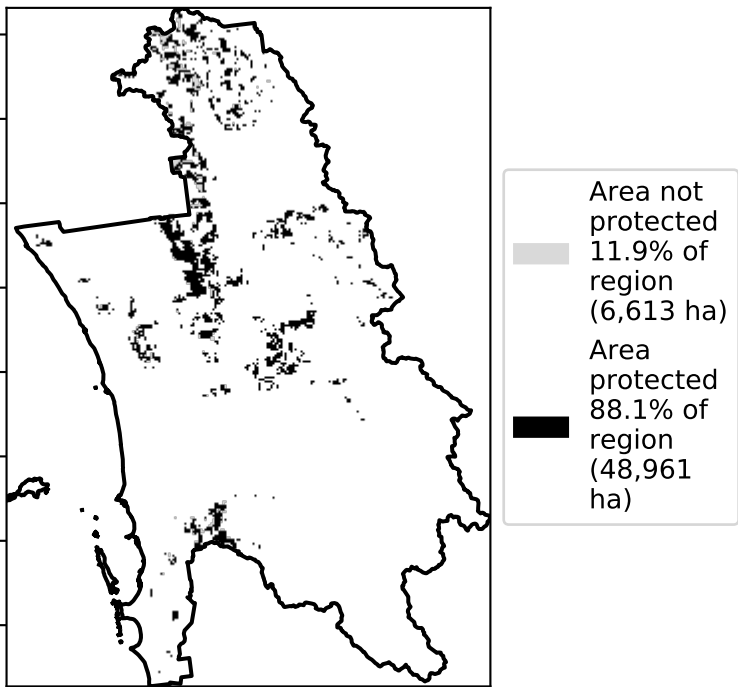 Area not
protected
11.9% of
region
(6,613 ha)
Area
protected
88.1% of
region
(48,961
ha)